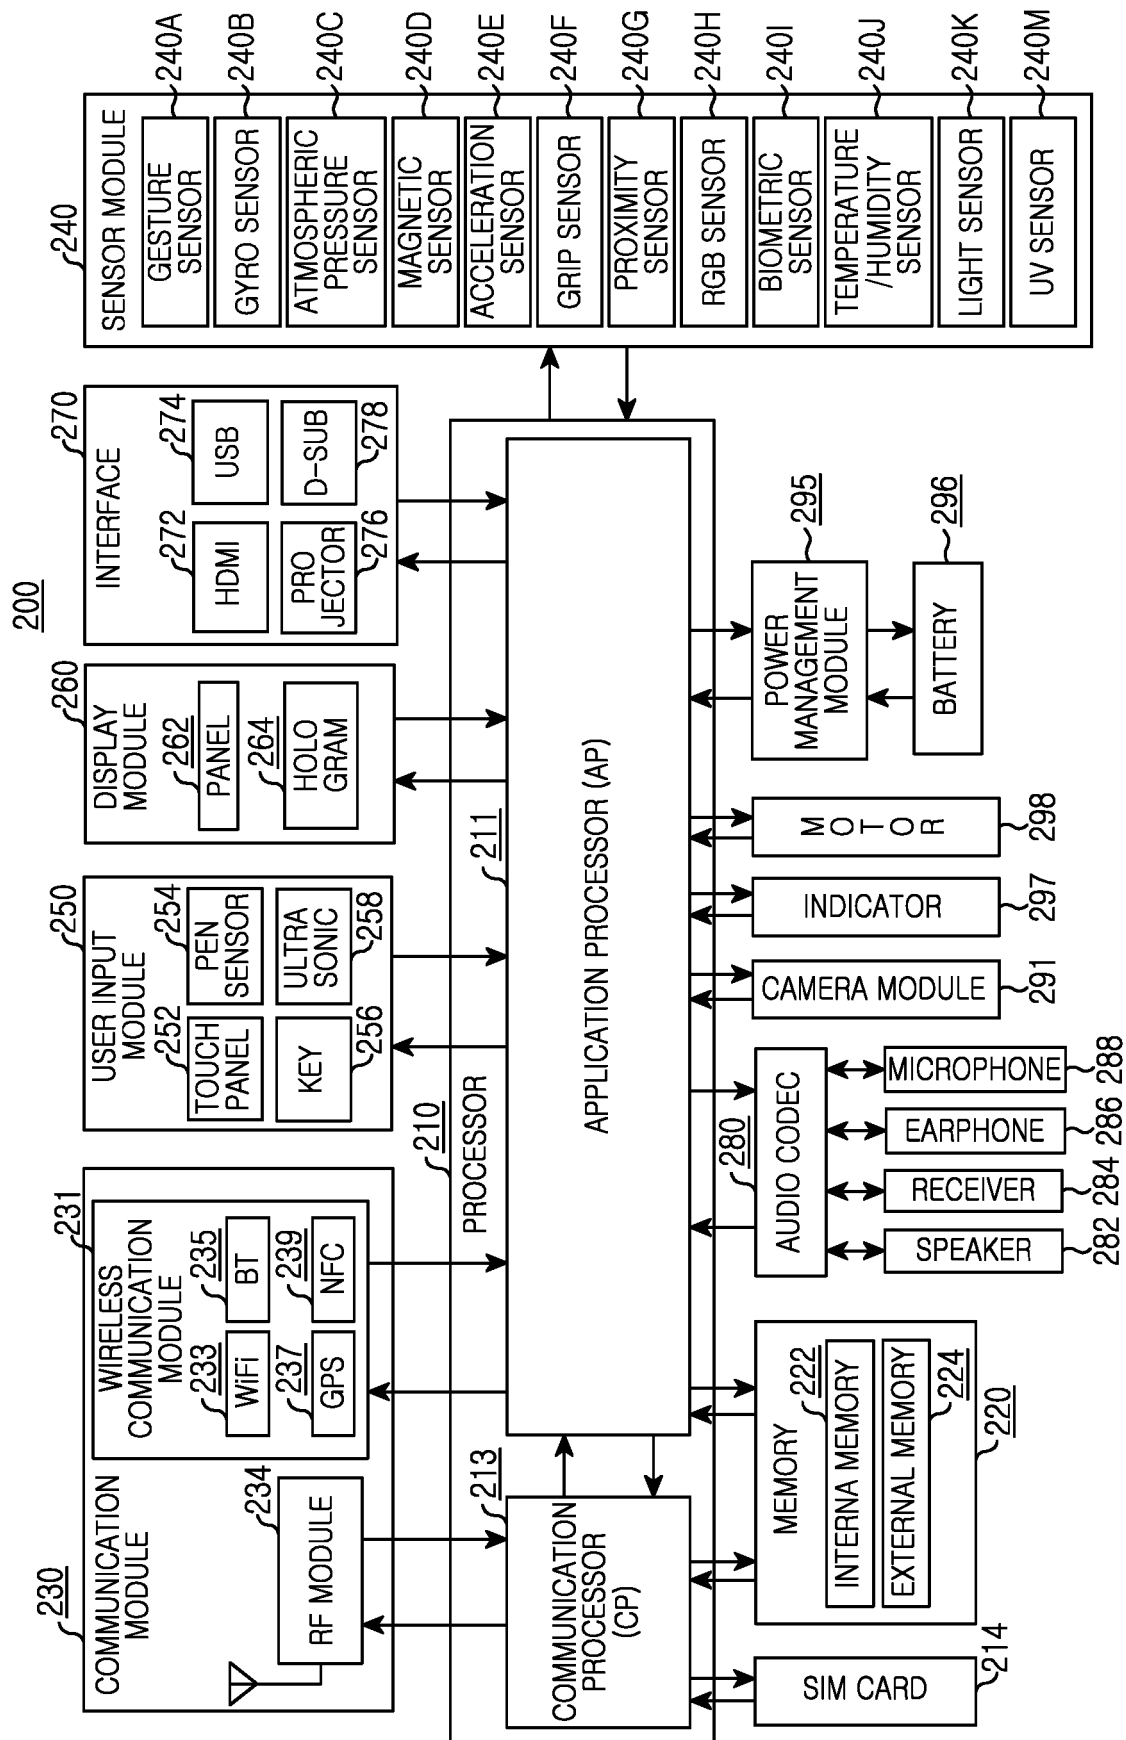 200
230
COMMUNICATION
MODULE
234
RF MODULE
231
WIRELESS
COMMUNICATION
MODULE
233
WiFi
235
BT
237
GPS
239
NFC
250
USER INPUT
MODULE
252
TOUCH
PANEL
254
PEN
SENSOR
KEY
256
ULTRA
SONIC
258
260
DISPLAY
MODULE
262
PANEL
264
HOLO
GRAM
270
INTERFACE
272
HDMI
274
USB
PRO
JECTOR
276
D-SUB
278
240
SENSOR MODULE
GESTURE
SENSOR
240A
GYRO SENSOR
240B
ATMOSPHERIC
PRESSURE
SENSOR
240C
MAGNETIC
SENSOR
240D
ACCELERATION
SENSOR
240E
GRIP SENSOR
240F
PROXIMITY
SENSOR
240G
RGB SENSOR
240H
BIOMETRIC
SENSOR
240I
TEMPERATURE
/HUMIDITY
SENSOR
240J
LIGHT SENSOR
240K
UV SENSOR
240M
210
PROCESSOR
213
COMMUNICATION
PROCESSOR
(CP)
211
APPLICATION PROCESSOR (AP)
SIM CARD
214
MEMORY
222
INTERNA MEMORY
EXTERNAL MEMORY
224
220
280
AUDIO CODEC
SPEAKER
282
RECEIVER
284
EARPHONE
286
MICROPHONE
288
CAMERA MODULE
291
INDICATOR
297
MOTOR
298
POWER
MANAGEMENT
MODULE
295
BATTERY
296